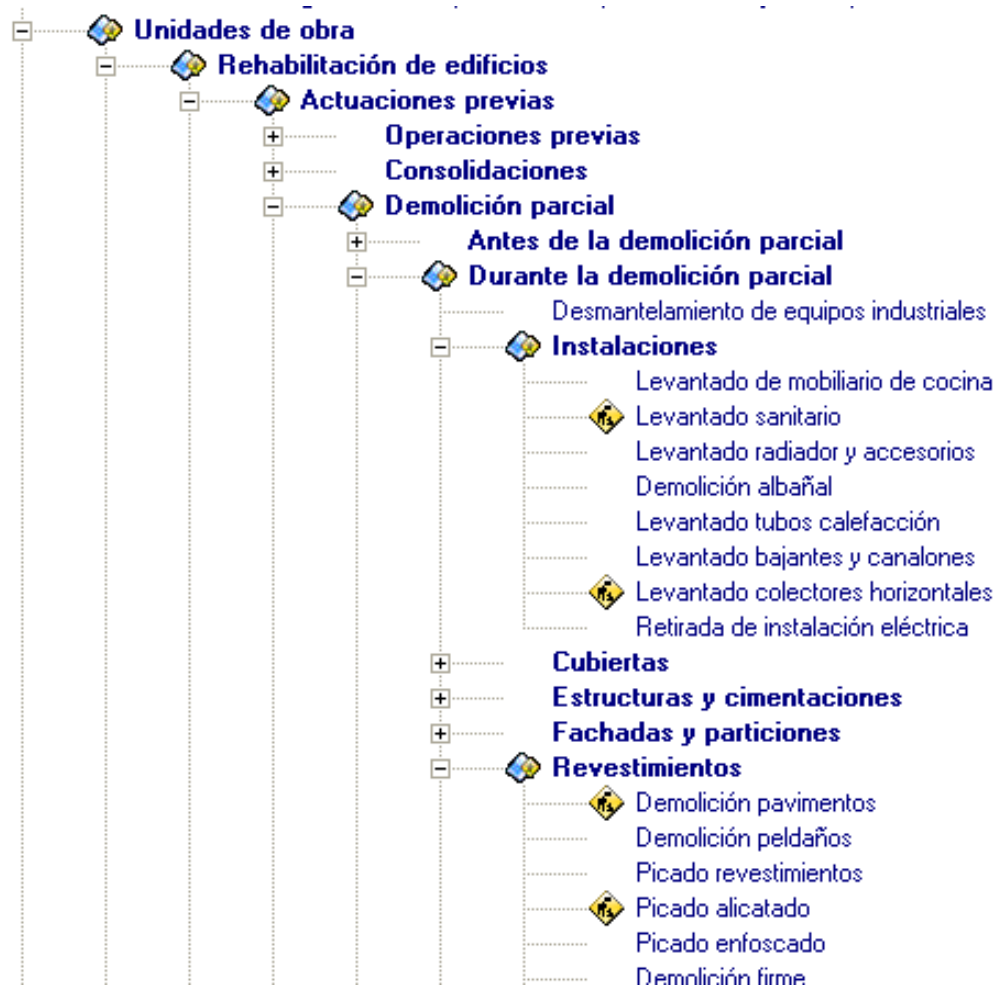 Unidades de obra
Rehabilitación de edificios
Actuaciones previas
Operaciones previas
Consolidaciones
Demolición parcial
Antes de la demolición parcial
Durante la demolición parcial
Desmantelamiento de equipos industriales
Instalaciones
Levantado de mobiliario de cocina
Levantado sanitario
Levantado radiador y accesorios
Demolición albañal
Levantado tubos calefacción
Levantado bajantes y canalones
Levantado colectores horizontales
Retirada de instalación eléctrica
Cubiertas
Estructuras y cimentaciones
Fachadas y particiones
Revestimientos
Demolición pavimentos
Demolición peldaños
Picado revestimientos
Picado alicatado
Picado enfoscado
Demolición firme